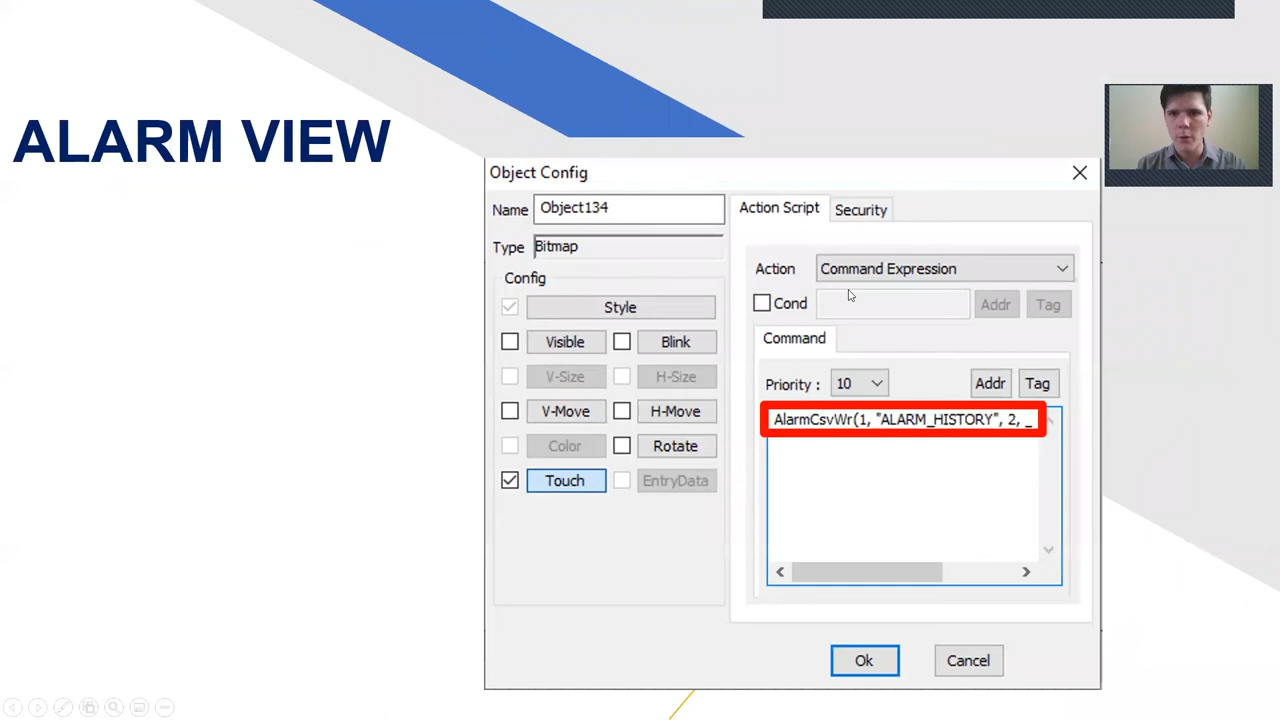 ALARM VIEW
Object Config
Name Object134
Type Bitmap
Config
Style
Visible Blink
V-Size H-Size
V-Move H-Move
Color Rotate
Touch EntryData
Action Script Security
Action Command Expression
Cond Addr Tag
Command
Priority : 10 Addr Tag
AlarmCsvWr(1, "ALARM_HISTORY", 2, _
Ok Cancel